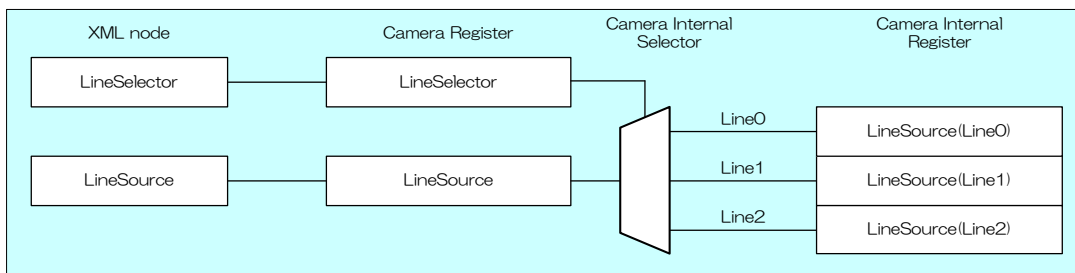 XML node
Camera Register
Camera Internal
Selector
Camera Internal
Register
LineSelector
LineSelector
Line0
LineSource(Line0)
LineSource
LineSource
Line1
LineSource(Line1)
Line2
LineSource(Line2)